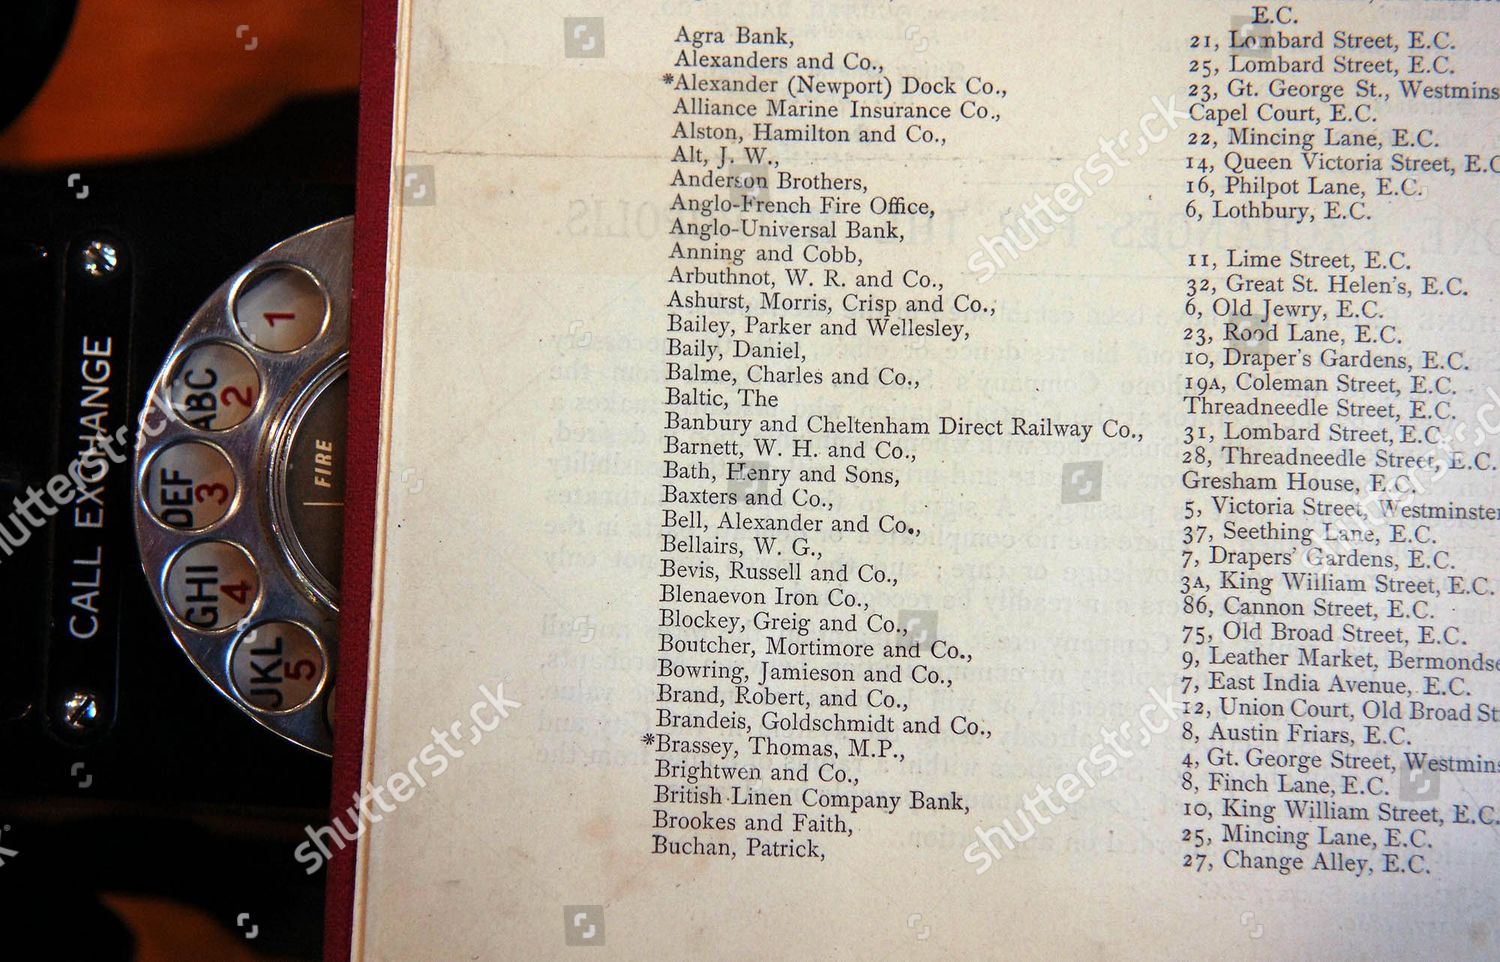 E.C.
Agra Bank, 21, Lombard Street, E.C.
Alexanders and Co., 25, Lombard Street, E.C.
*Alexander (Newport) Dock Co., 23, Gt. George St., Westmins
Alliance Marine Insurance Co., Capel Court, E.C.
Alston, Hamilton and Co., 22, Mincing Lane, E.C.
Alt, J. W., 14, Queen Victoria Street, E.C
Anderson Brothers, 16, Philpot Lane, E.C.
Anglo-French Fire Office, 6, Lothbury, E.C.
Anglo-Universal Bank,
Anning and Cobb, 11, Lime Street, E.C.
Arbuthnot, W. R. and Co., 32, Great St. Helen's, E.C.
Ashurst, Morris, Crisp and Co., 6, Old Jewry, E.C.
Bailey, Parker and Wellesley, 23, Rood Lane, E.C.
Baily, Daniel, 10, Draper's Gardens, E.C.
Balme, Charles and Co., 19A, Coleman Street, E.C.
Baltic, The Threadneedle Street, E.C.
Banbury and Cheltenham Direct Railway Co., 31, Lombard Street, E.C.
Barnett, W. H. and Co., 28, Threadneedle Street, E.C.
Bath, Henry and Sons, Gresham House, E.C.
Baxters and Co., 5, Victoria Street, Westminster
Bell, Alexander and Co., 37, Seething Lane, E.C.
Bellairs, W. G., 7, Drapers' Gardens, E.C.
Bevis, Russell and Co., 3A, King William Street, E.C.
Blenaevon Iron Co., 86, Cannon Street, E.C.
Blockey, Greig and Co., 75, Old Broad Street, E.C.
Boutcher, Mortimore and Co., 9, Leather Market, Bermondse
Bowring, Jamieson and Co., 7, East India Avenue, E.C.
Brand, Robert, and Co., 12, Union Court, Old Broad St
Brandeis, Goldschmidt and Co., 8, Austin Friars, E.C.
*Brassey, Thomas, M.P., 4, Gt. George Street, Westmins
Brightwen and Co., 8, Finch Lane, E.C.
British Linen Company Bank, 10, King William Street, E.C.
Brookes and Faith, 25, Mincing Lane, E.C.
Buchan, Patrick, 27, Change Alley, E.C.
CALL EXCHANGE
FIRE
1
ABC 2
DEF 3
GHI 4
JKL 5
shutterstock
shutterstock
shutterstock
shutterstock
shutterstock